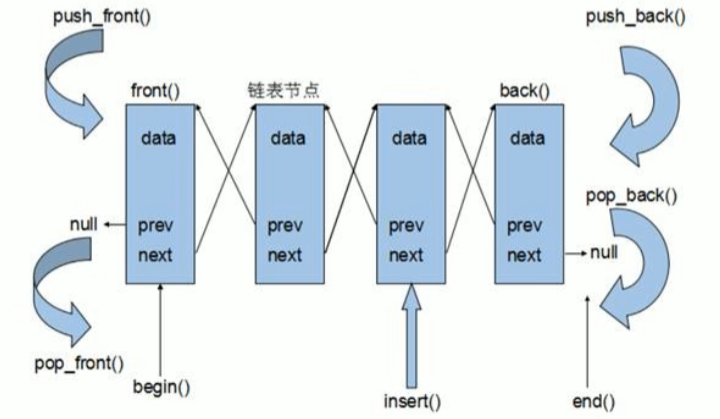 push_front()
push_back()
front()
链表节点
back()
data
data
data
data
pop_back()
null
prev
prev
prev
prev
next
next
next
next
null
pop_front()
begin()
insert()
end()